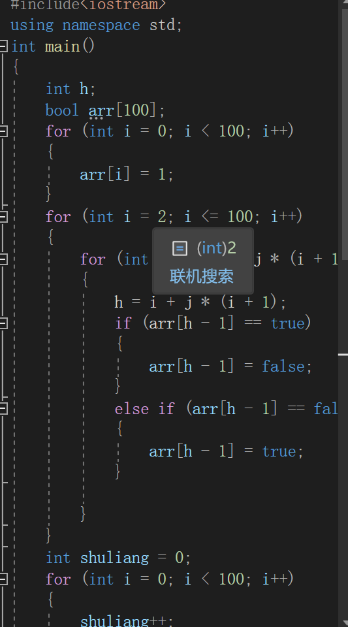 #include<iostream>
using namespace std;
int main()
{
int h;
bool arr[100];
for (int i = 0; i < 100; i++)
{
arr[i] = 1;
}
for (int i = 2; i <= 100; i++)
{
(int)2
联机搜索
for (int j * (i + 1
{
h = i + j * (i + 1);
if (arr[h - 1] == true)
{
arr[h - 1] = false;
}
else if (arr[h - 1] == fal
{
arr[h - 1] = true;
}
}
}
int shuliang = 0;
for (int i = 0; i < 100; i++)
{
shuliang++;